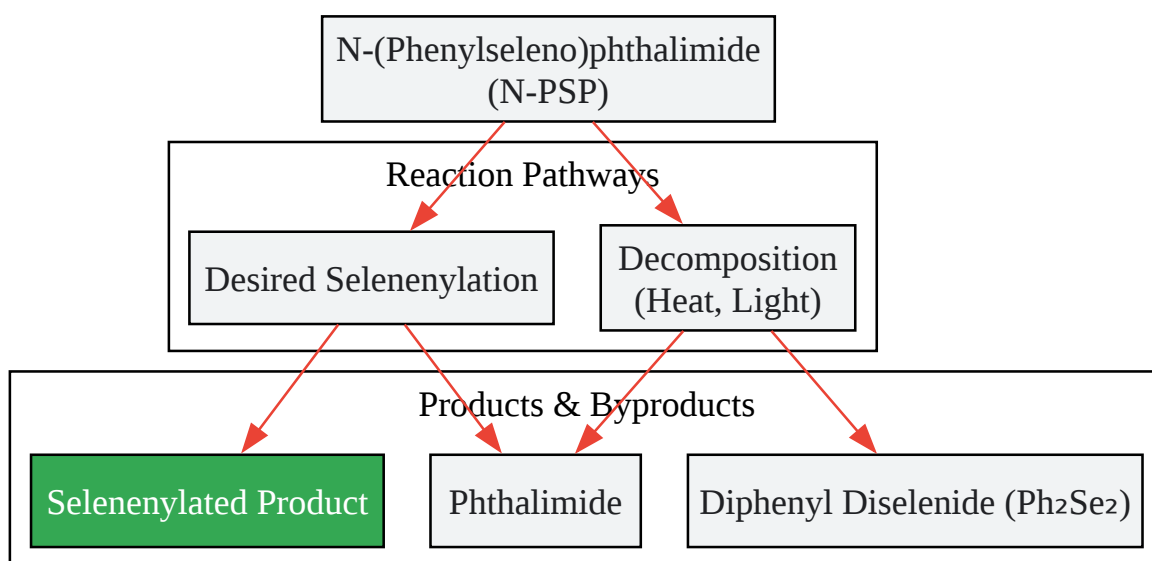 N-(Phenylseleno)phthalimide
(N-PSP)
Reaction Pathways
Desired Selenenylation
Decomposition
(Heat, Light)
Products & Byproducts
Selenenylated Product
Phthalimide
Diphenyl Diselenide (Ph₂Se₂)